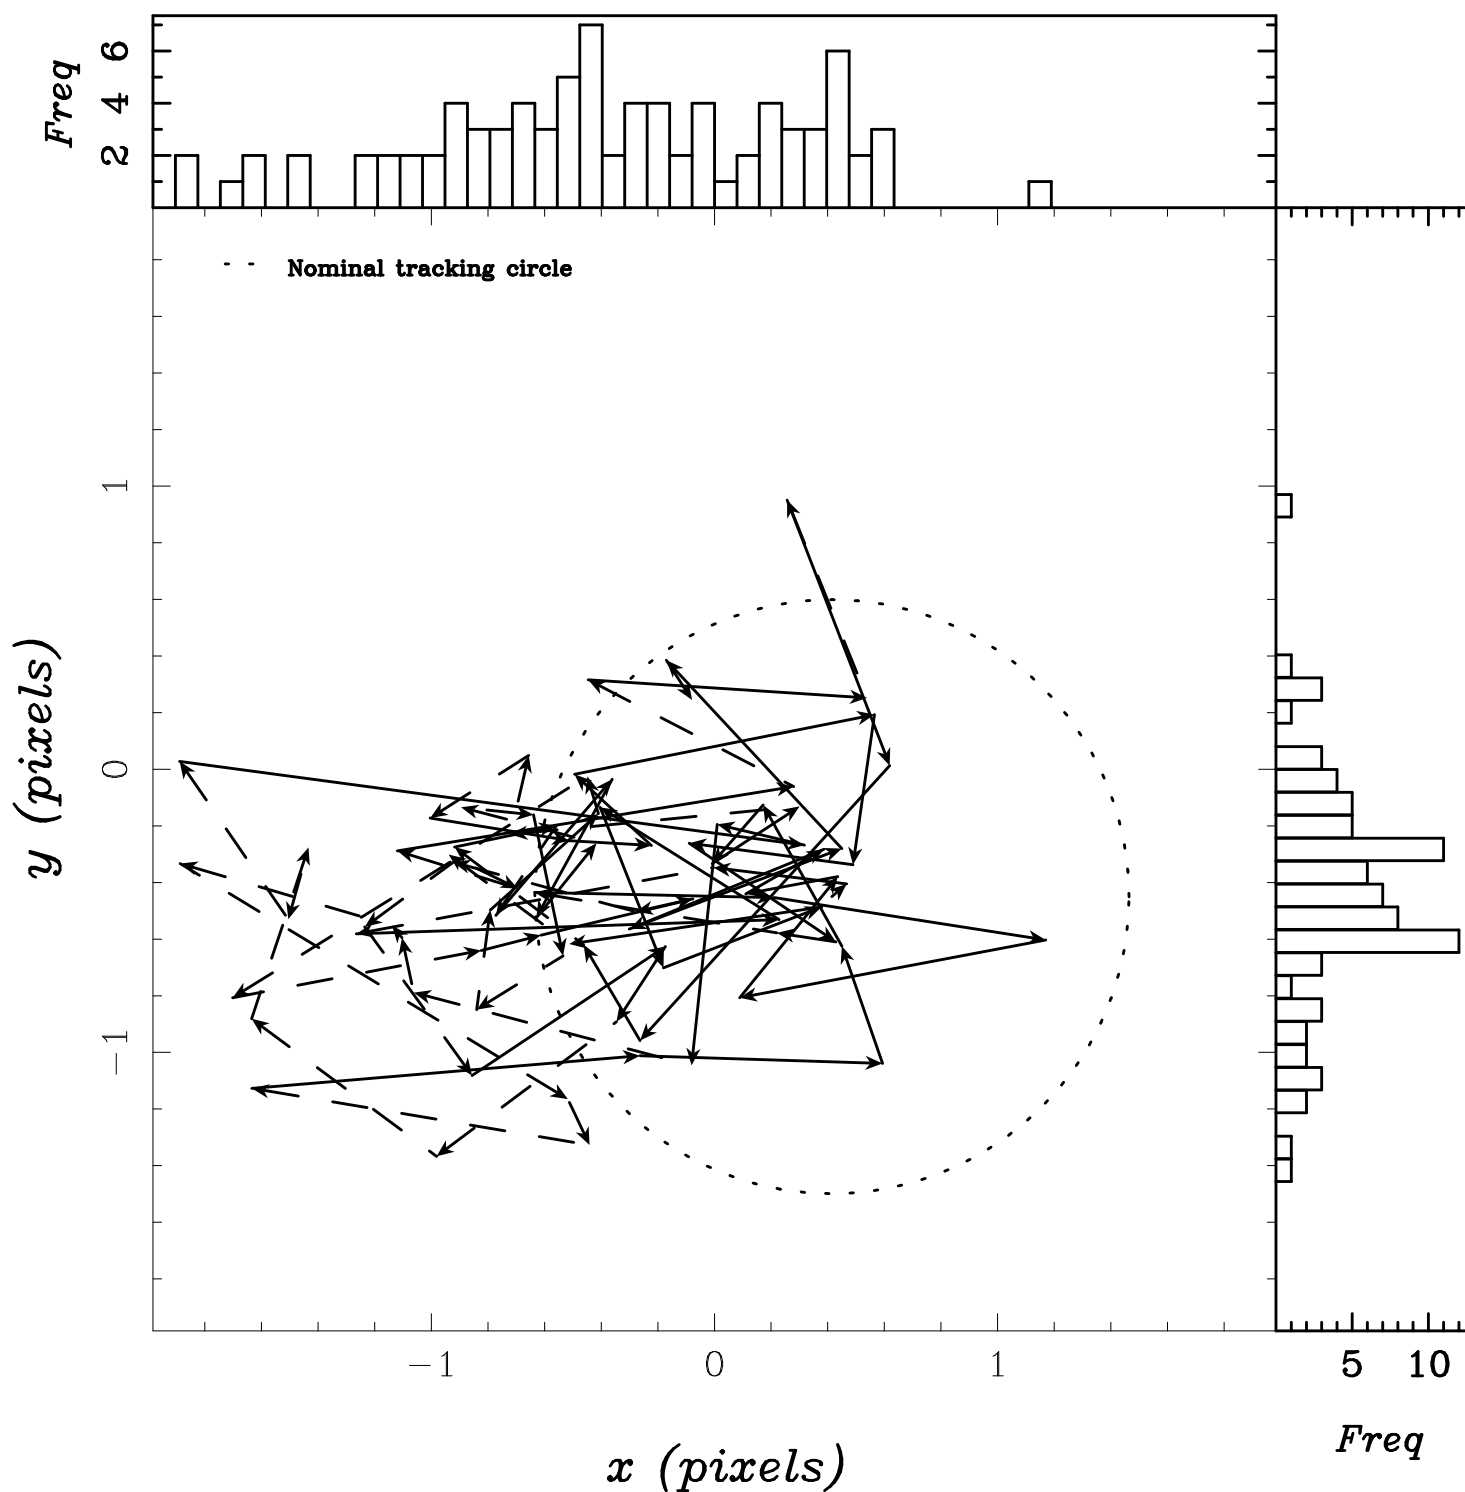 Freq
6
4
2
Nominal tracking circle
1
0
−1
y (pixels)
−1
0
1
x (pixels)
5
10
Freq